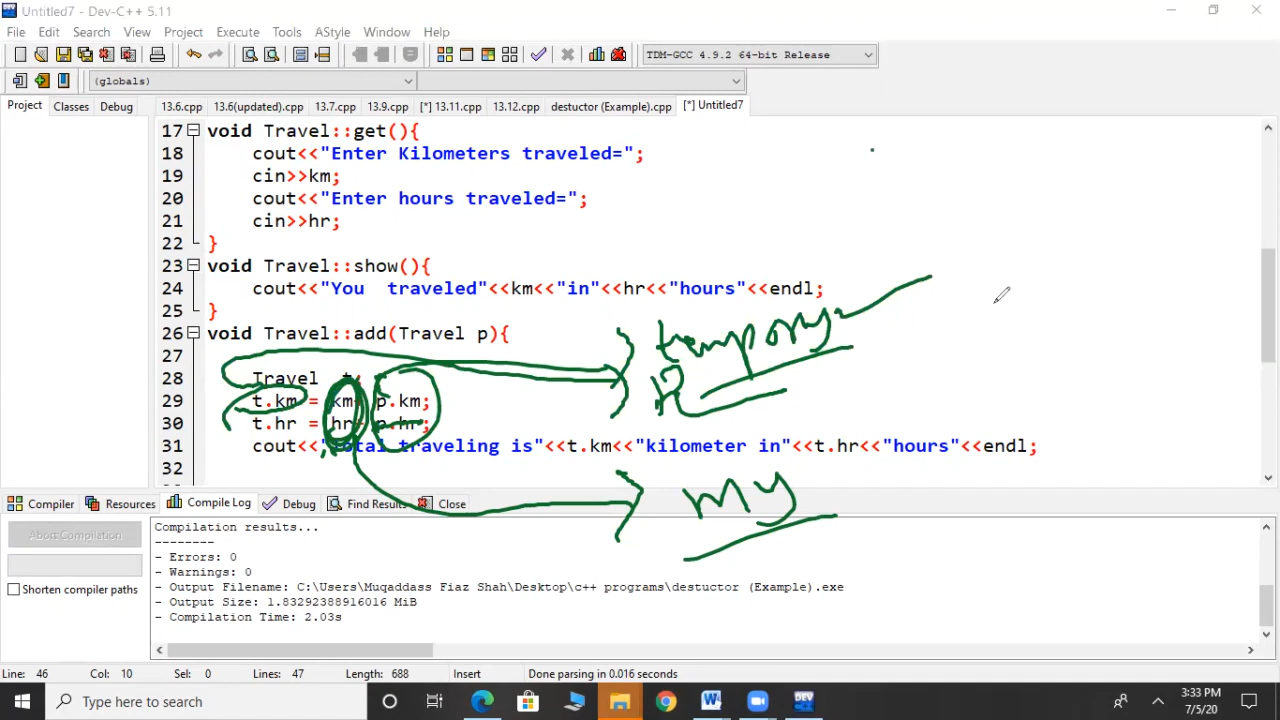 Untitled7 - Dev-C++ 5.11
File Edit Search View Project Execute Tools AStyle Window Help
TDM-GCC 4.9.2 64-bit Release
(globals)
Project Classes Debug 13.6.cpp 13.6(updated).cpp 13.7.cpp 13.9.cpp [*] 13.11.cpp 13.12.cpp destuctor (Example).cpp [*] Untitled7
17 void Travel::get(){
18 cout<<"Enter Kilometers traveled=";
19 cin>>km;
20 cout<<"Enter hours traveled=";
21 cin>>hr;
22 }
23 void Travel::show(){
24 cout<<"You  traveled"<<km<<"in"<<hr<<"hours"<<endl;
25 }
26 void Travel::add(Travel p){
27
tempory
28 Travel  t;
29 t.km = km+ p.km;
30 t.hr = hr+ p.hr;
31 cout<<"Total traveling is"<<t.km<<"kilometer in"<<t.hr<<"hours"<<endl;
32
my
Compiler Resources Compile Log Debug Find Results Close
Abort Compilation
Shorten compiler paths
Compilation results...
--------
- Errors: 0
- Warnings: 0
- Output Filename: C:\Users\Muqaddass Fiaz Shah\Desktop\c++ programs\destuctor (Example).exe
- Output Size: 1.83292388916016 MiB
- Compilation Time: 2.03s
Line: 46 Col: 10 Sel: 0 Lines: 47 Length: 688 Insert Done parsing in 0.016 seconds
Type here to search
3:33 PM
7/5/20